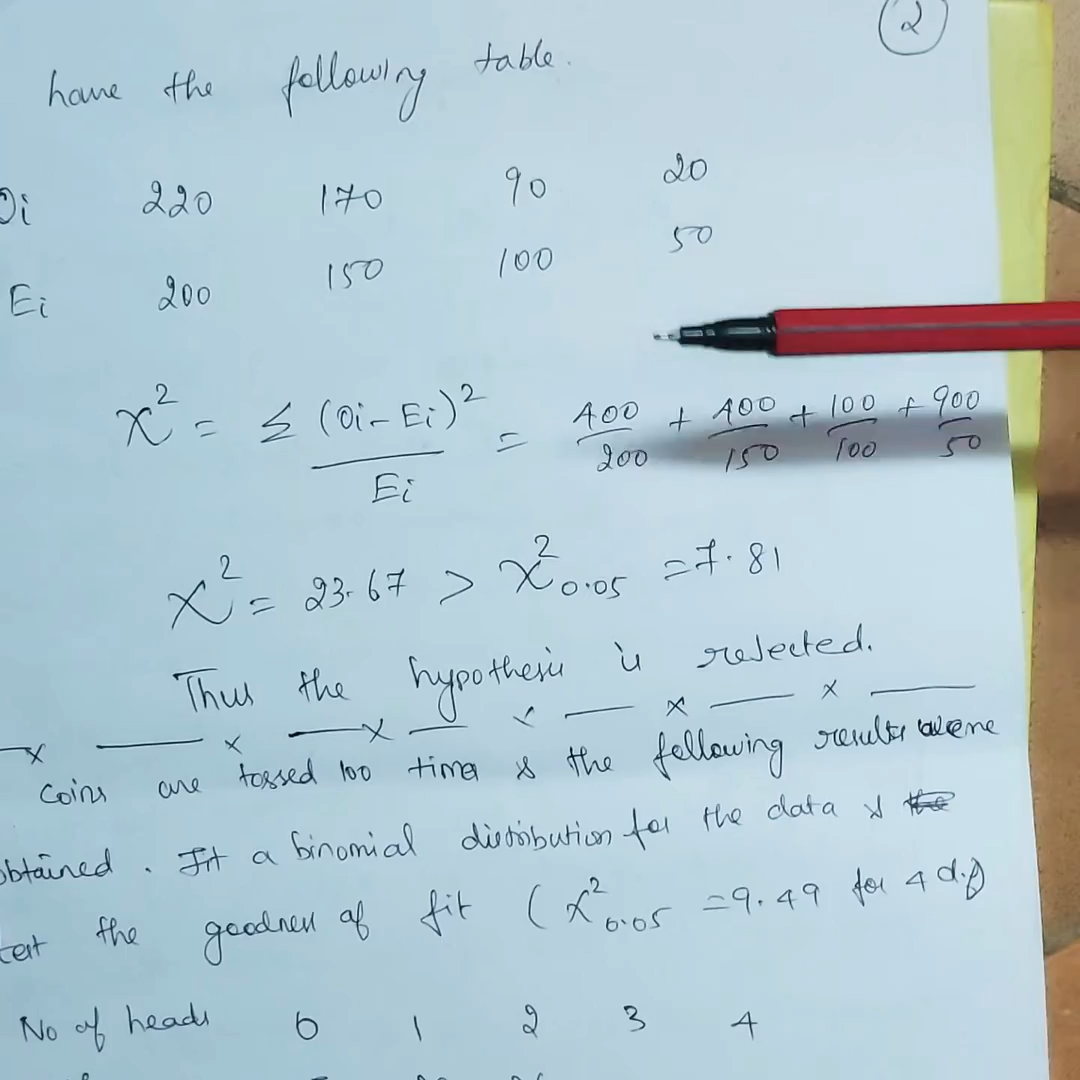 2
have the following table.
Oi 220 170 90 20
Ei 200 150 100 50
χ² = Σ (Oi - Ei)² / Ei = 400/200 + 400/150 + 100/100 + 900/50
χ² = 23.67 > χ²0.05 = 7.81
Thus the hypothesis is rejected.
Coins are tossed 100 times & the following results were
obtained. Fit a binomial distribution for the data &
test the goodness of fit (χ²0.05 = 9.49 for 4 d.f)
No of heads 0 1 2 3 4